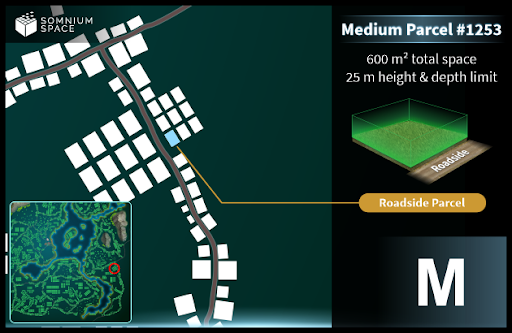 SOMNIUM
SPACE
Medium Parcel #1253
600 m² total space
25 m height & depth limit
Roadside
Roadside Parcel
M